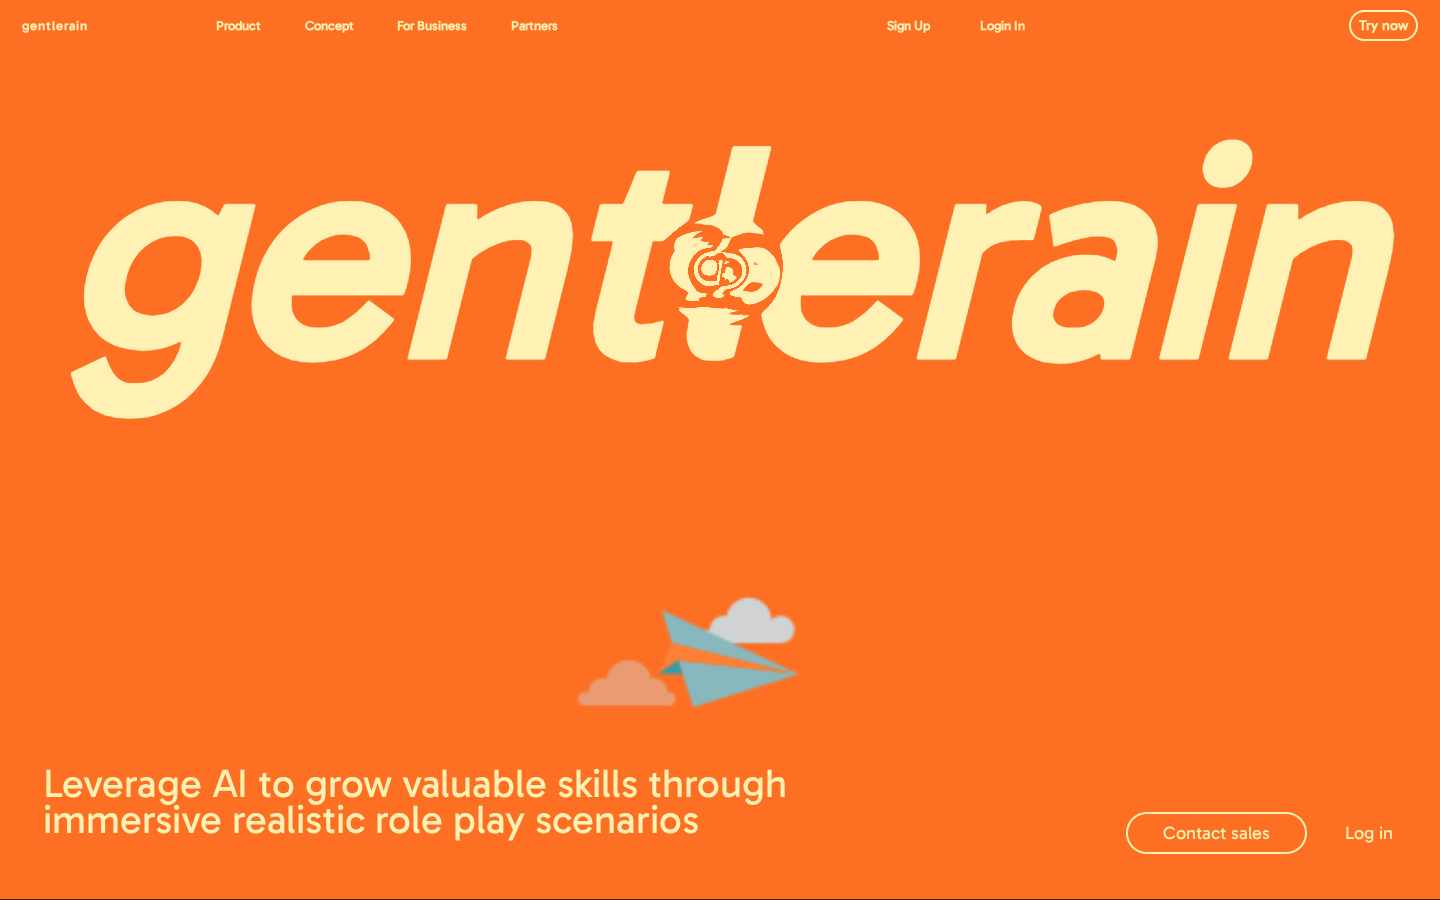 gentlerain
Product
Concept
For Business
Partners
Sign Up
Login In
Try now
gentlerain
Leverage AI to grow valuable skills through
immersive realistic role play scenarios
Contact sales
Log in